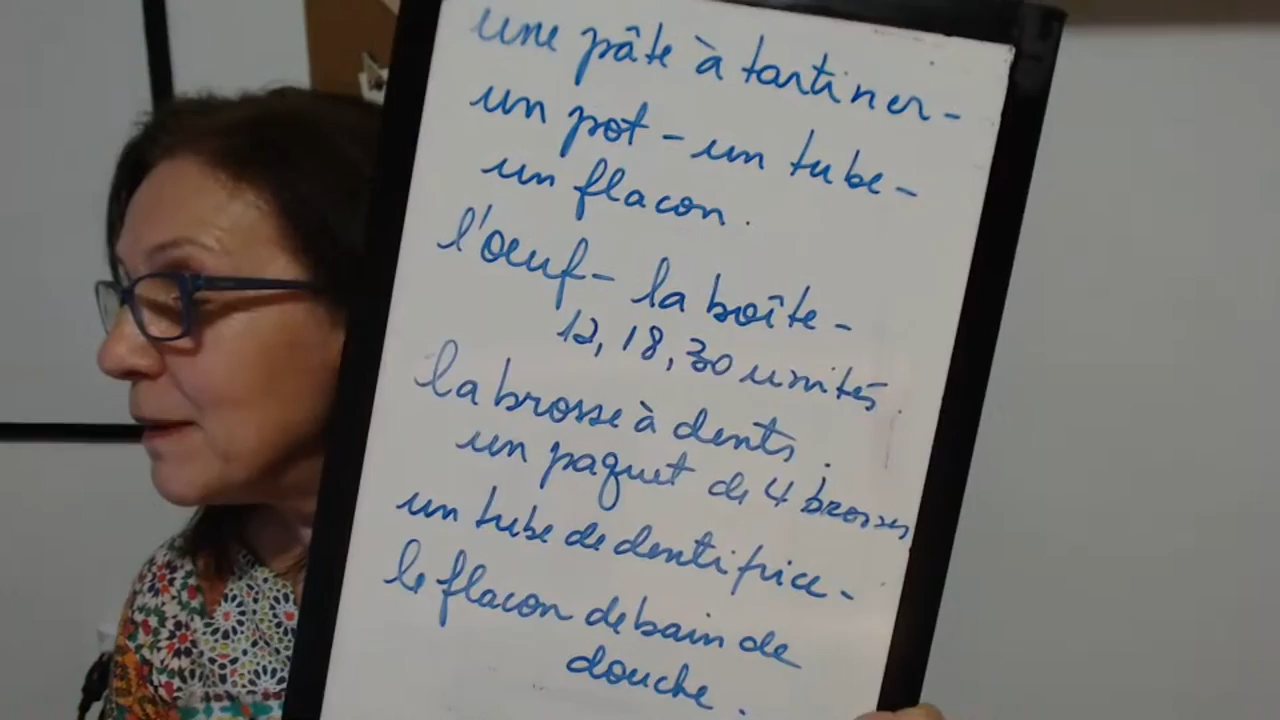 une pâte à tartiner -
un pot - un tube -
un flacon.
l'œuf - la boîte -
12, 18, 30 unités.
la brosse à dents.
un paquet de 4 brosses
un tube de dentifrice -
le flacon de bain de
douche.